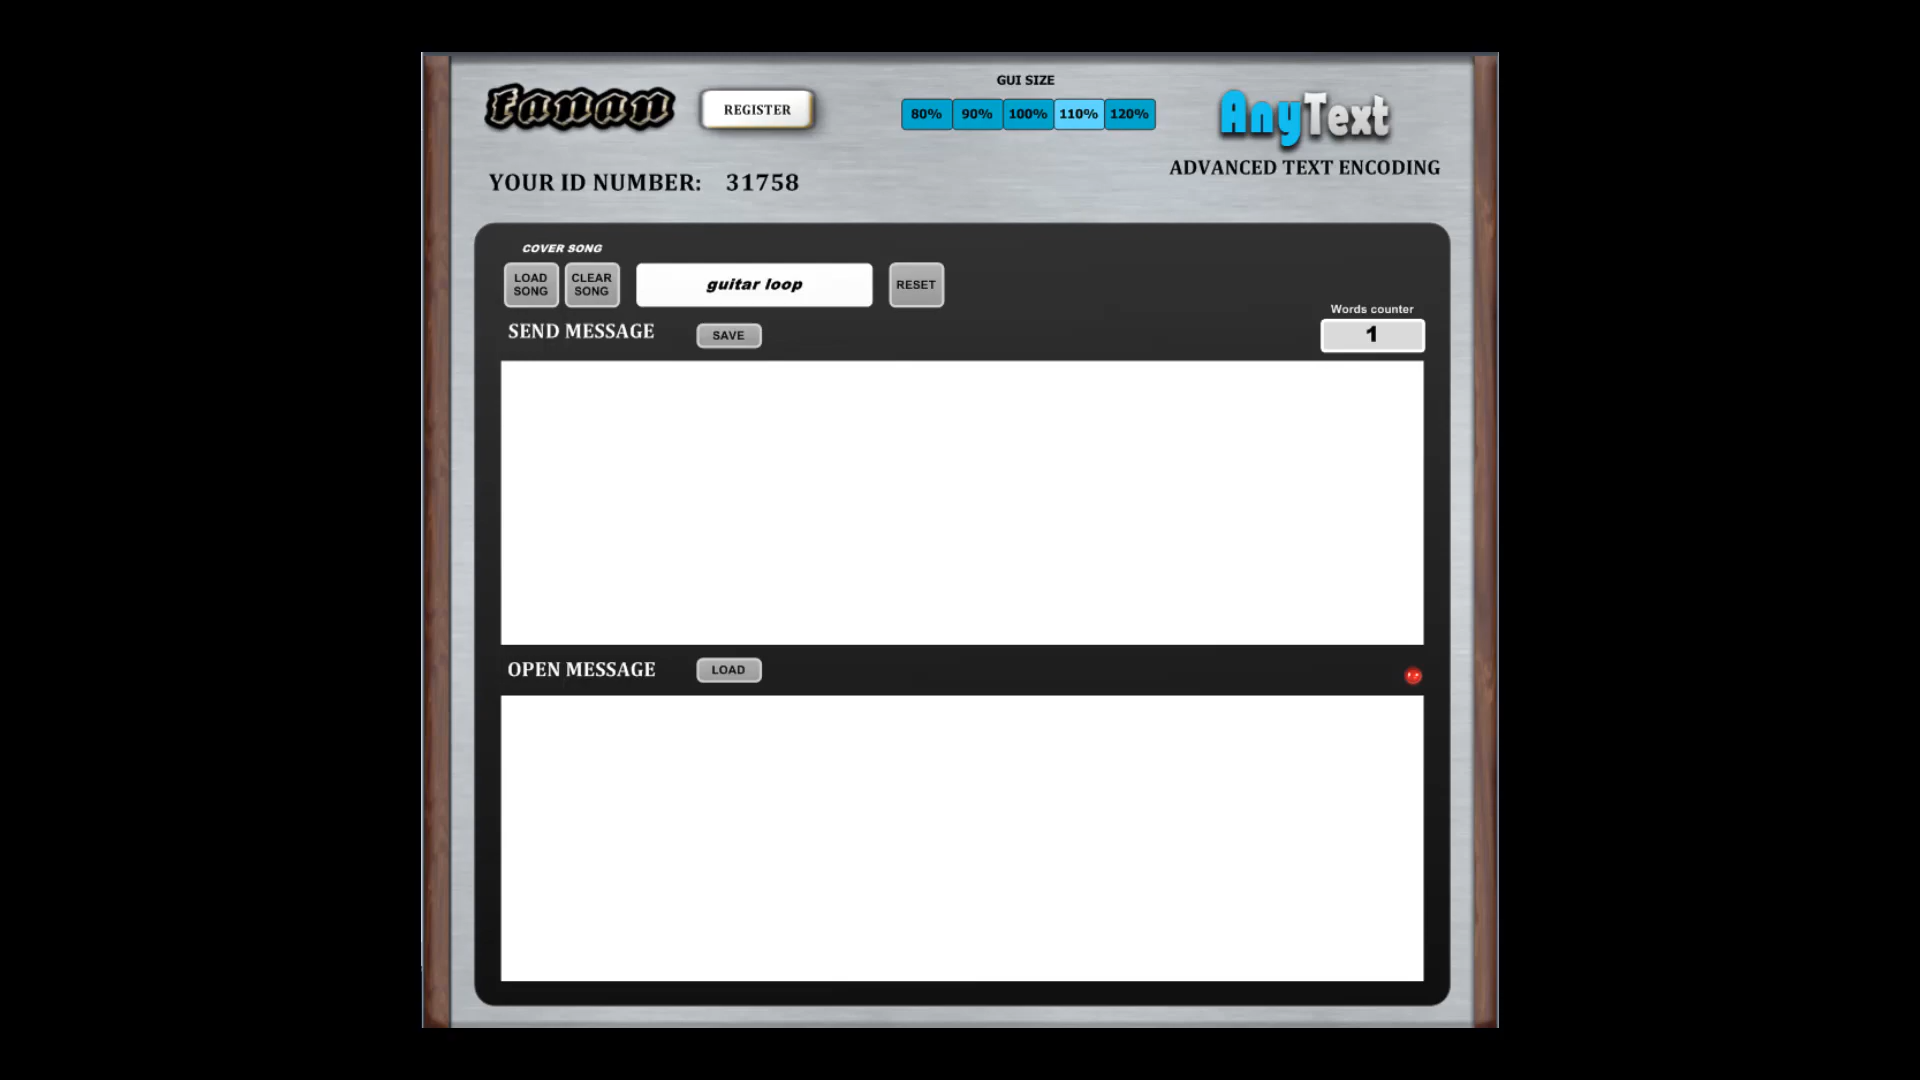 fanan
REGISTER
GUI SIZE
80% 90% 100% 110% 120%
AnyText
ADVANCED TEXT ENCODING
YOUR ID NUMBER: 31758
COVER SONG
LOAD SONG
CLEAR SONG
guitar loop
RESET
Words counter
1
SEND MESSAGE
SAVE
OPEN MESSAGE
LOAD